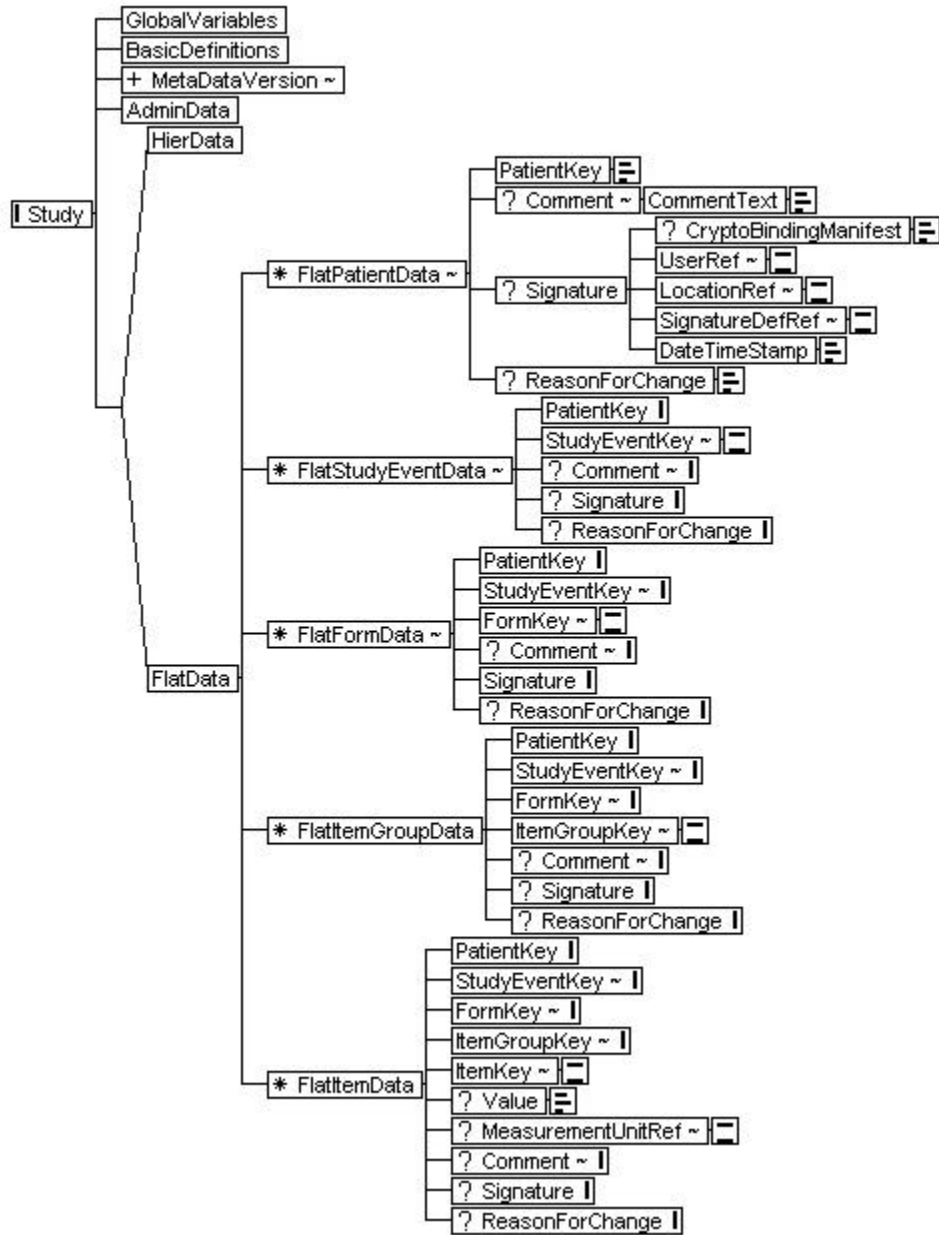 GlobalVariables
BasicDefinitions
+ MetaDataVersion ~
AdminData
HierData
Study
FlatData
* FlatPatientData ~
PatientKey
? Comment ~ CommentText
? Signature
? CryptoBindingManifest
UserRef ~
LocationRef ~
SignatureDefRef ~
DateTimeStamp
? ReasonForChange
* FlatStudyEventData ~
PatientKey
StudyEventKey ~
? Comment ~
? Signature
? ReasonForChange
* FlatFormData ~
PatientKey
StudyEventKey ~
FormKey ~
? Comment ~
Signature
? ReasonForChange
* FlatItemGroupData
PatientKey
StudyEventKey ~
FormKey ~
ItemGroupKey ~
? Comment ~
? Signature
? ReasonForChange
* FlatItemData
PatientKey
StudyEventKey ~
FormKey ~
ItemGroupKey ~
ItemKey ~
? Value
? MeasurementUnitRef ~
? Comment ~
? Signature
? ReasonForChange